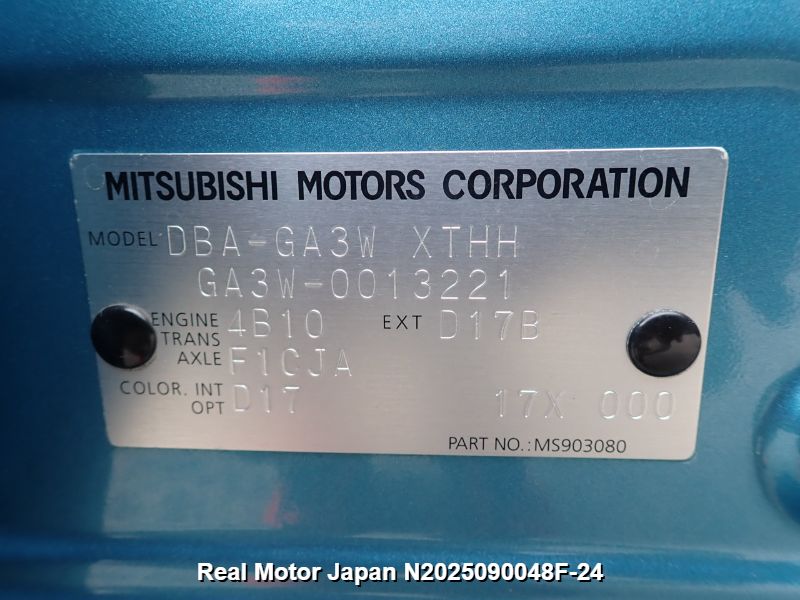 MITSUBISHI MOTORS CORPORATION
MODEL DBA-GA3W XTHH
GA3W-0013221
ENGINE 4B10 EXT D17B
TRANS
AXLE F1CJA
COLOR. INT D17
OPT 17X 000
PART NO.: MS903080
Real Motor Japan N2025090048F-24